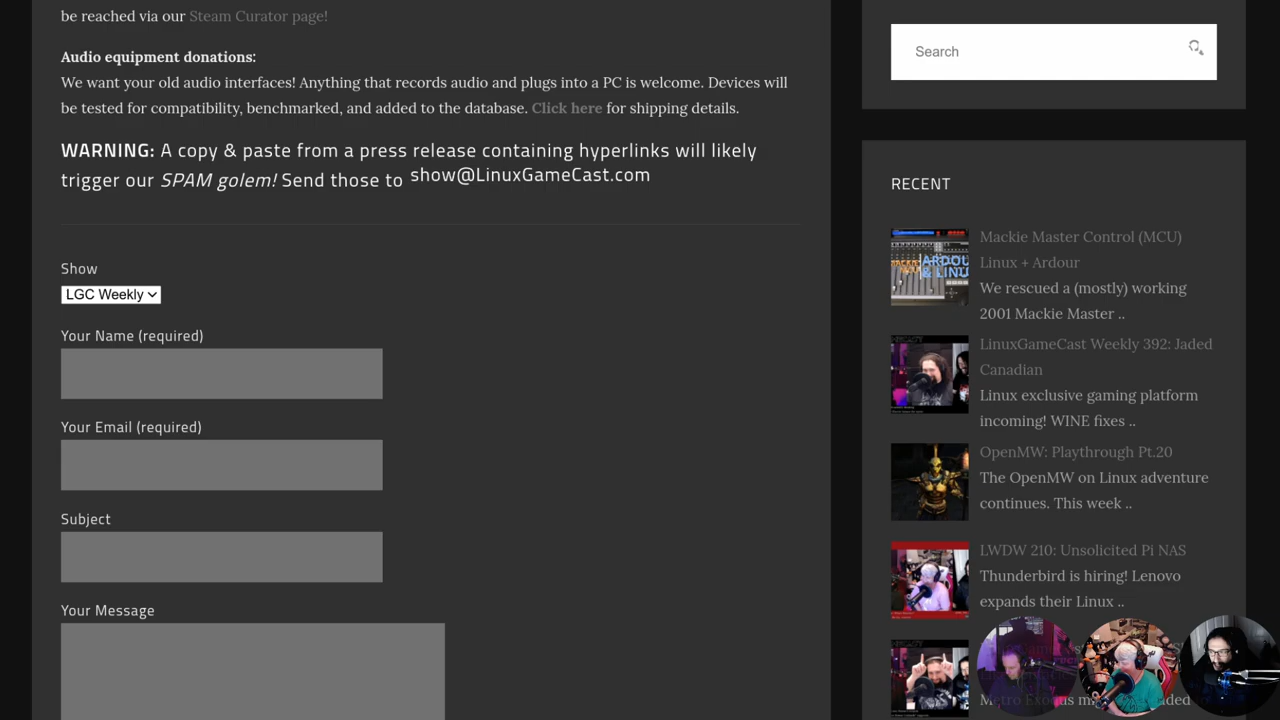 be reached via our Steam Curator page!
Audio equipment donations:
We want your old audio interfaces! Anything that records audio and plugs into a PC is welcome. Devices will
be tested for compatibility, benchmarked, and added to the database. Click here for shipping details.
WARNING: A copy & paste from a press release containing hyperlinks will likely
trigger our SPAM golem! Send those to show@LinuxGameCast.com
Show
LGC Weekly
Your Name (required)
Your Email (required)
Subject
Your Message
Search
RECENT
Mackie Master Control (MCU)
Linux + Ardour
We rescued a (mostly) working
2001 Mackie Master ..
LinuxGameCast Weekly 392: Jaded
Canadian
Linux exclusive gaming platform
incoming! WINE fixes ..
OpenMW: Playthrough Pt.20
The OpenMW on Linux adventure
continues. This week ..
LWDW 210: Unsolicited Pi NAS
Thunderbird is hiring! Lenovo
expands their Linux ..
Metro Exodus